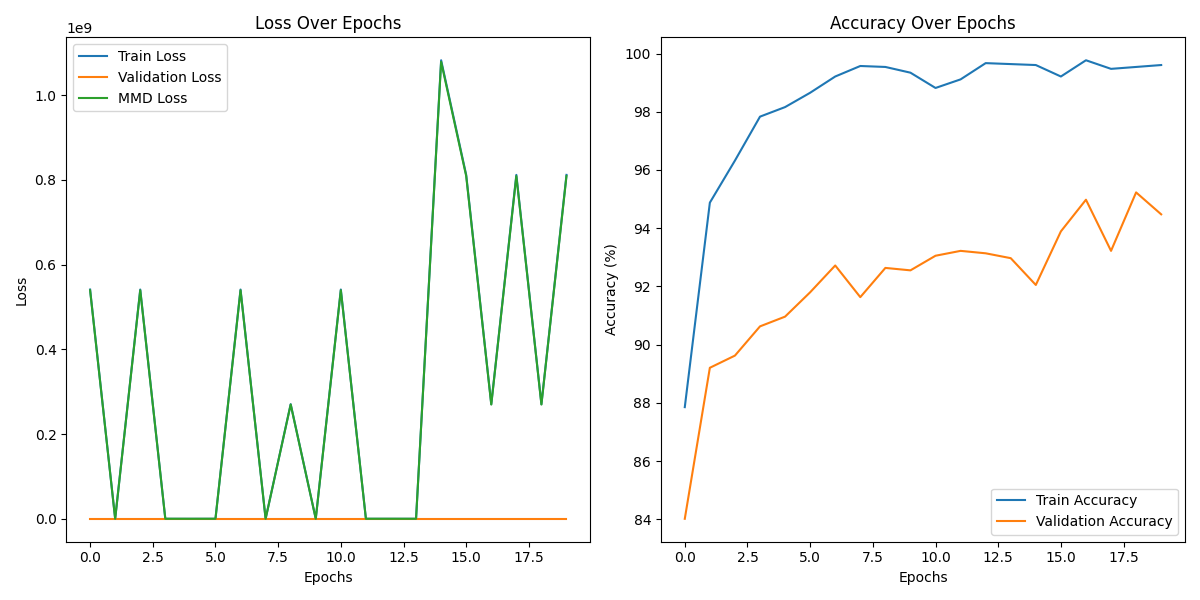 Loss Over Epochs
1e9
Train Loss
Validation Loss
MMD Loss
1.0
0.8
0.6
0.4
0.2
0.0
Loss
0.0 2.5 5.0 7.5 10.0 12.5 15.0 17.5
Epochs
Accuracy Over Epochs
100
98
96
94
92
90
88
86
84
Accuracy (%)
Train Accuracy
Validation Accuracy
0.0 2.5 5.0 7.5 10.0 12.5 15.0 17.5
Epochs